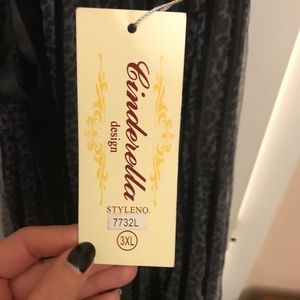 Cinderella
design
STYLENO.
7732L
3XL